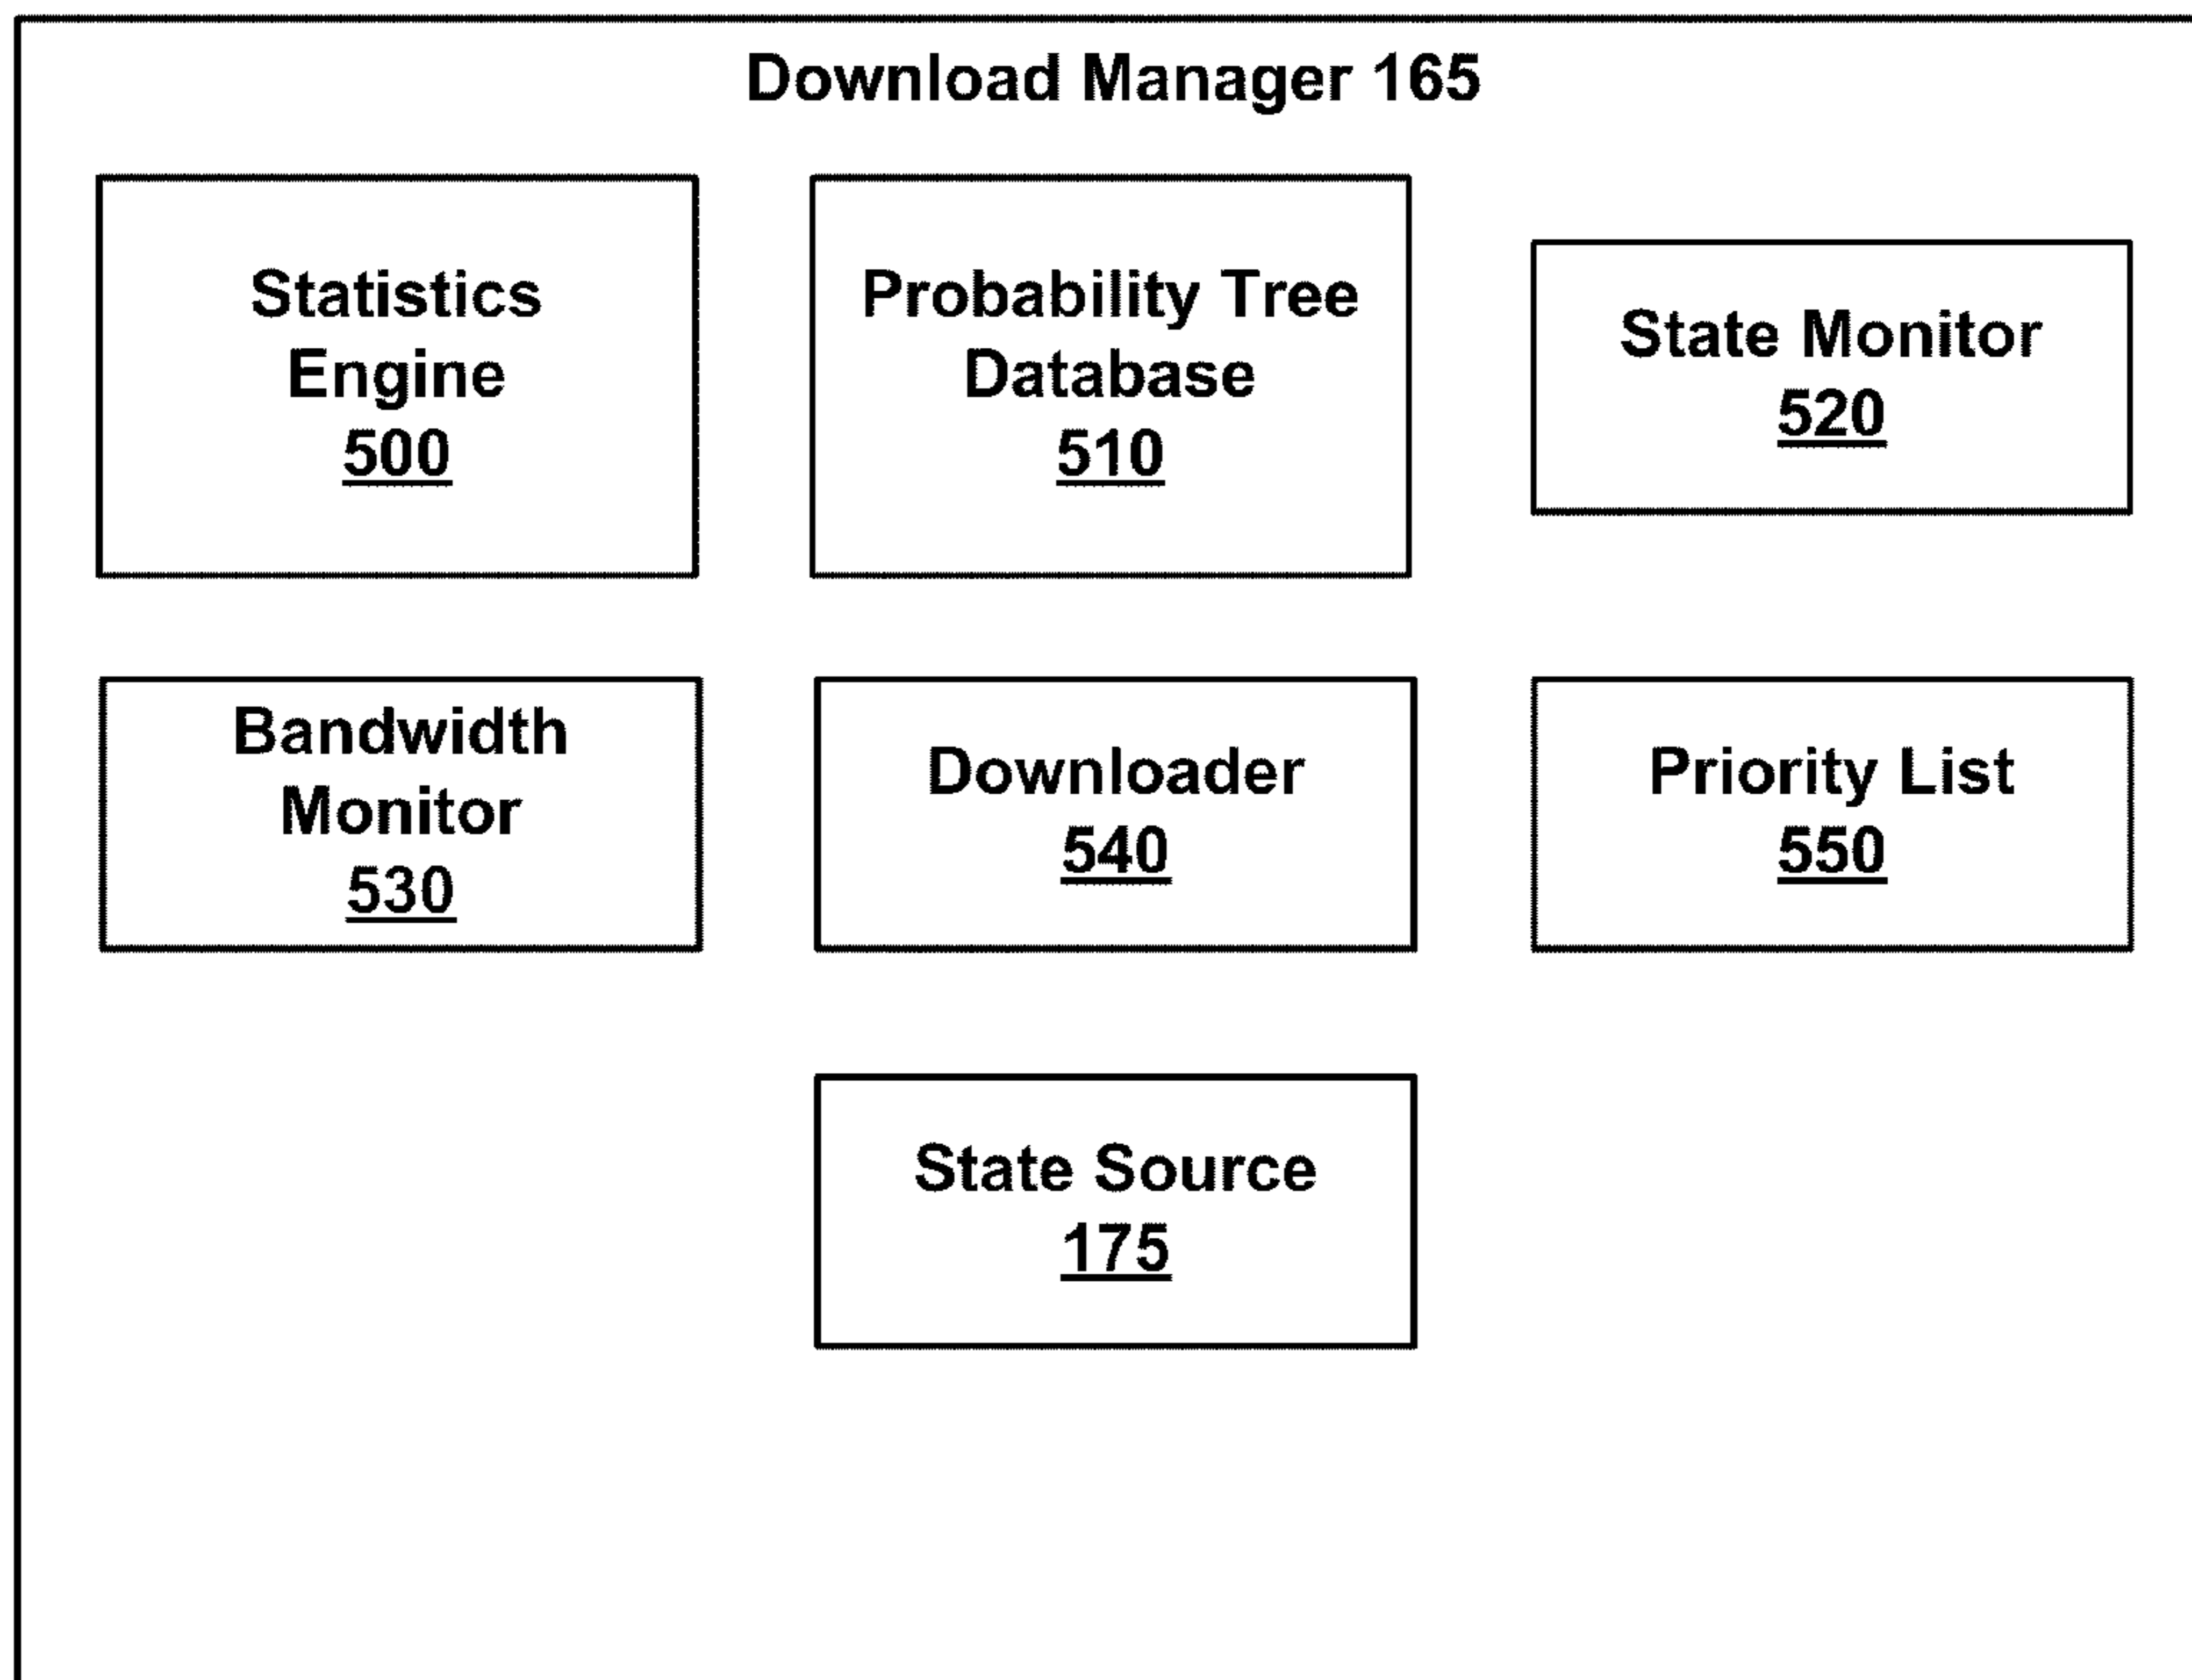 Download Manager 165
Statistics
Engine
500
Probability Tree
Database
510
State Monitor
520
Bandwidth
Monitor
530
Downloader
540
Priority List
550
State Source
175